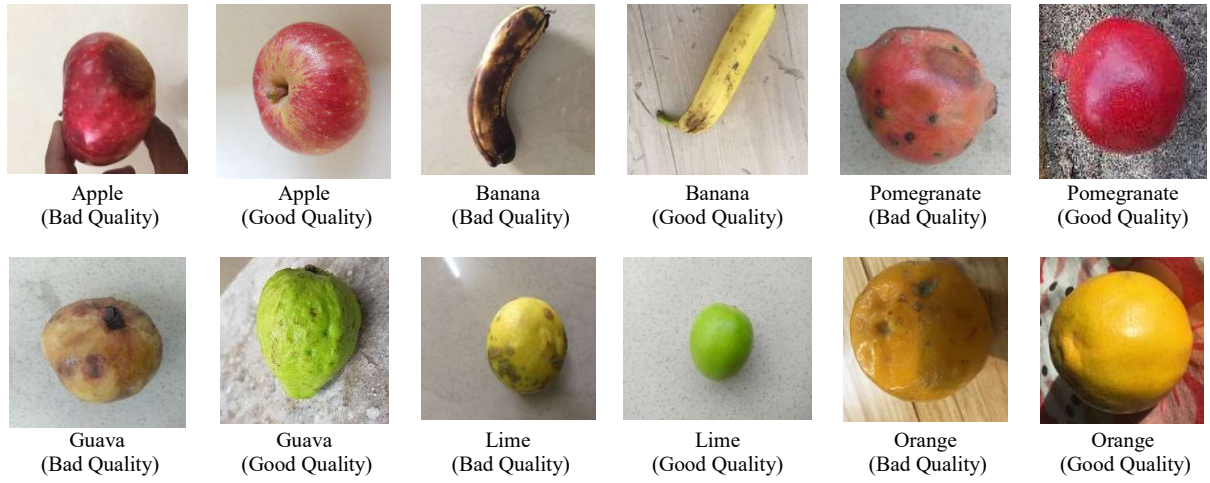 Apple
(Bad Quality)
Apple
(Good Quality)
Banana
(Bad Quality)
Banana
(Good Quality)
Pomegranate
(Bad Quality)
Pomegranate
(Good Quality)
Guava
(Bad Quality)
Guava
(Good Quality)
Lime
(Bad Quality)
Lime
(Good Quality)
Orange
(Bad Quality)
Orange
(Good Quality)